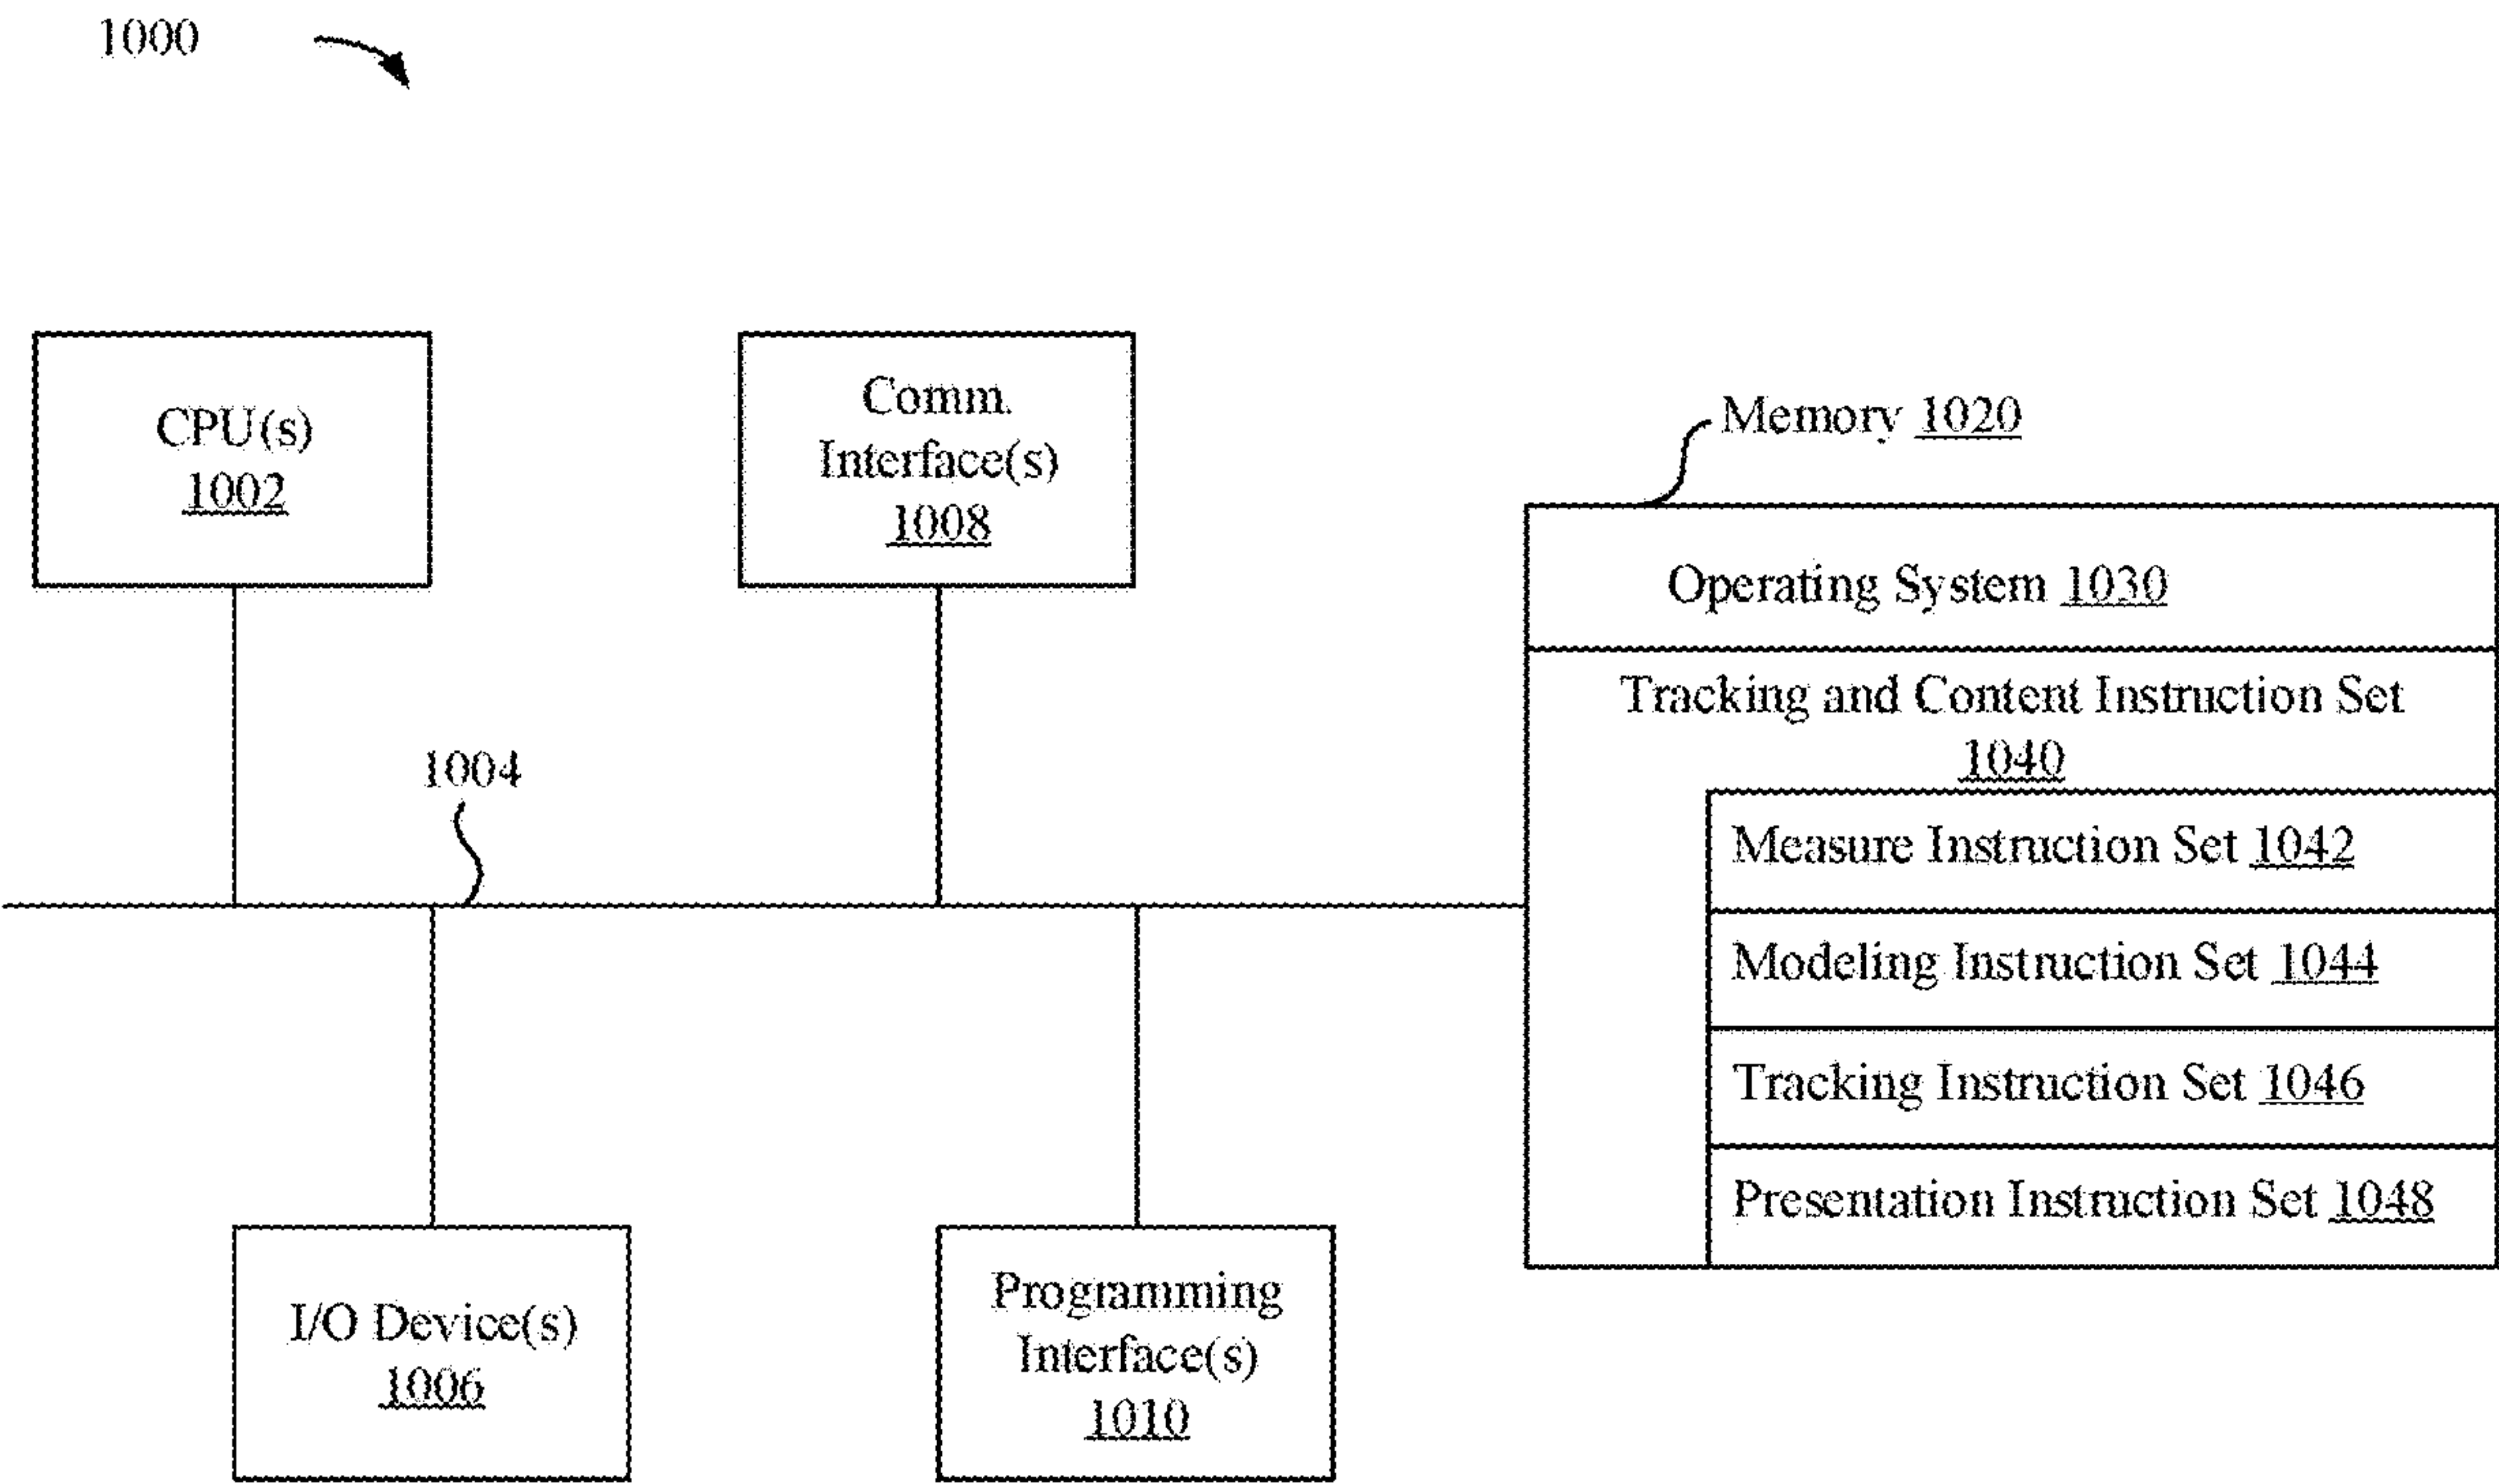 1000
CPU(s)
1002
Comm.
Interface(s)
1008
Memory 1020
Operating System 1030
Tracking and Content Instruction Set
1040
Measure Instruction Set 1042
Modeling Instruction Set 1044
Tracking Instruction Set 1046
Presentation Instruction Set 1048
1004
I/O Device(s)
1006
Programming
Interface(s)
1010